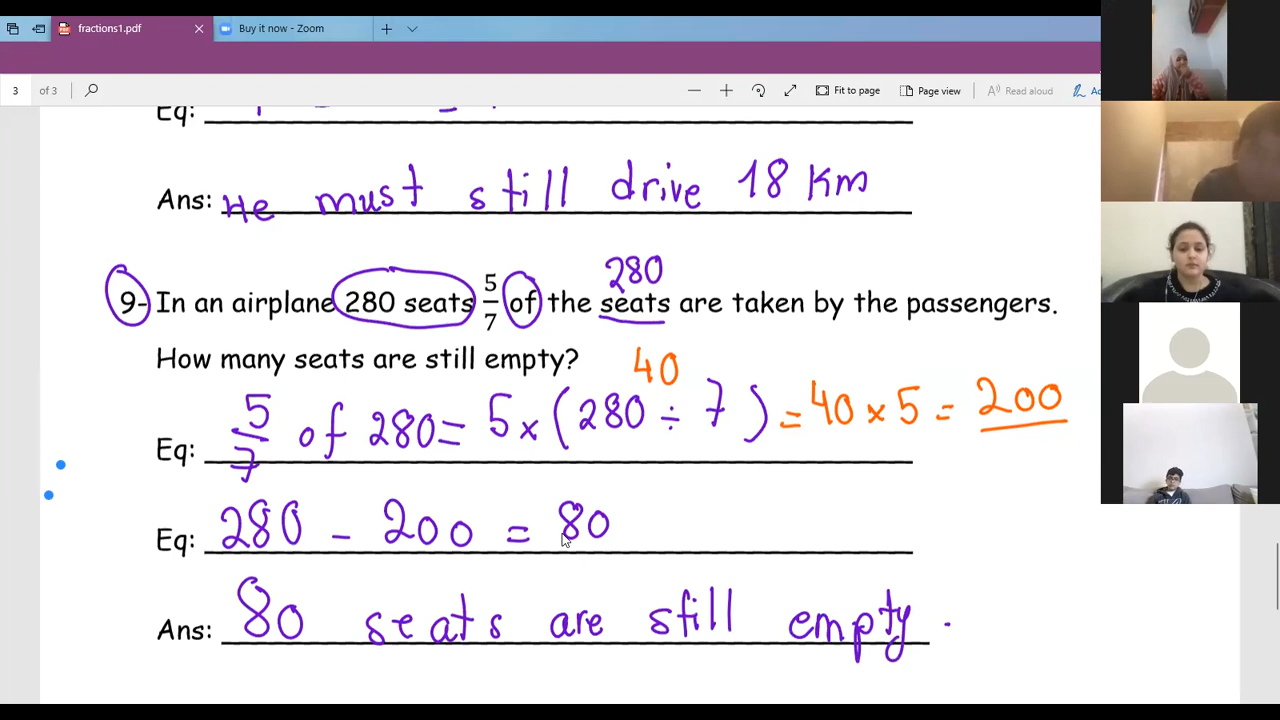 fractions1.pdf
Buy it now - Zoom
3 of 3
Fit to page
Page view
Read aloud
Eq:
Ans: He must still drive 18 Km
280
9- In an airplane 280 seats 5/7 of the seats are taken by the passengers.
How many seats are still empty?
40
Eq: 5/7 of 280 = 5 × (280 ÷ 7) = 40 × 5 = 200
Eq: 280 - 200 = 80
Ans: 80 seats are still empty.